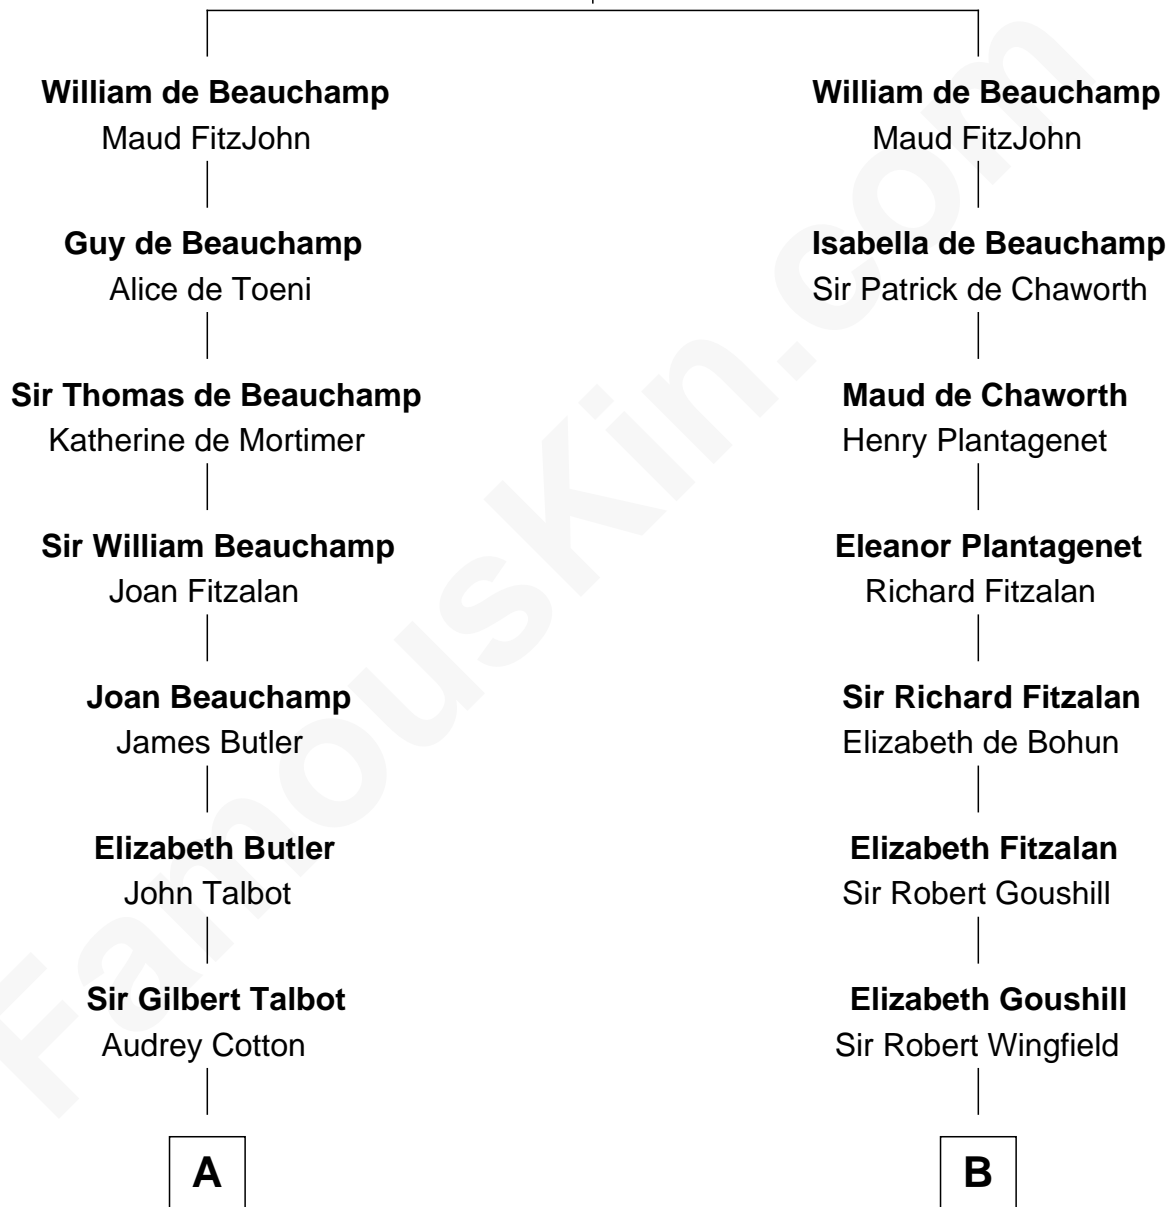 William de Beauchamp
Maud FitzJohn
Guy de Beauchamp
Alice de Toeni
Sir Thomas de Beauchamp
Katherine de Mortimer
Sir William Beauchamp
Joan Fitzalan
Joan Beauchamp
James Butler
Elizabeth Butler
John Talbot
Sir Gilbert Talbot
Audrey Cotton
A
William de Beauchamp
Maud FitzJohn
Isabella de Beauchamp
Sir Patrick de Chaworth
Maud de Chaworth
Henry Plantagenet
Eleanor Plantagenet
Richard Fitzalan
Sir Richard Fitzalan
Elizabeth de Bohun
Elizabeth Fitzalan
Sir Robert Goushill
Elizabeth Goushill
Sir Robert Wingfield
B
FamousKin.com